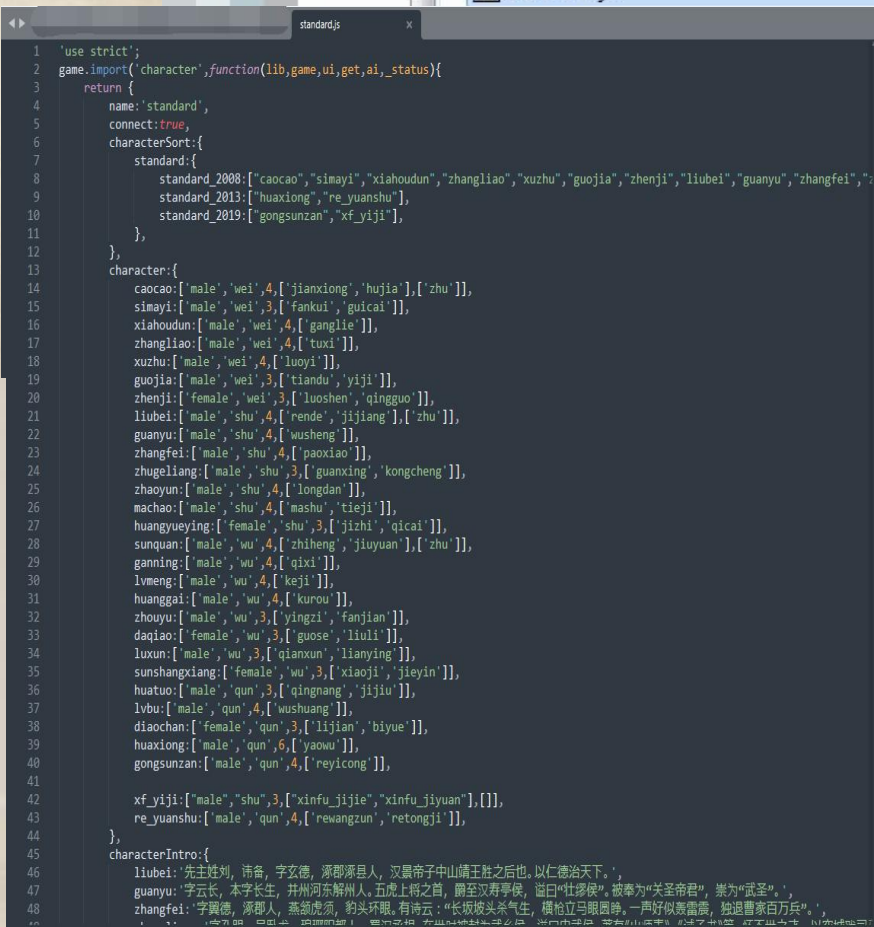 standard.js x
1 'use strict';
2 game.import('character',function(lib,game,ui,get,ai,_status){
3 return {
4 name:'standard',
5 connect:true,
6 characterSort:{
7 standard:{
8 standard_2008:["caocao","simayi","xiahoudun","zhangliao","xuzhu","guojia","zhenji","liubei","guanyu","zhangfei","
9 standard_2013:["huaxiong","re_yuanshu"],
10 standard_2019:["gongsunzan","xf_yiji"],
11 },
12 },
13 character:{
14 caocao:['male','wei',4,['jianxiong','hujia'],['zhu']],
15 simayi:['male','wei',3,['fankui','guicai']],
16 xiahoudun:['male','wei',4,['ganglie']],
17 zhangliao:['male','wei',4,['tuxi']],
18 xuzhu:['male','wei',4,['luoyi']],
19 guojia:['male','wei',3,['tiandu','yiji']],
20 zhenji:['female','wei',3,['luoshen','qingguo']],
21 liubei:['male','shu',4,['rende','jijiang'],['zhu']],
22 guanyu:['male','shu',4,['wusheng']],
23 zhangfei:['male','shu',4,['paoxiao']],
24 zhugeliang:['male','shu',3,['guanxing','kongcheng']],
25 zhaoyun:['male','shu',4,['longdan']],
26 machao:['male','shu',4,['mashu','tieji']],
27 huangyueying:['female','shu',3,['jizhi','qicai']],
28 sunquan:['male','wu',4,['zhiheng','jiuyuan'],['zhu']],
29 ganning:['male','wu',4,['qixi']],
30 lvmeng:['male','wu',4,['keji']],
31 huanggai:['male','wu',4,['kurou']],
32 zhouyu:['male','wu',3,['yingzi','fanjian']],
33 daqiao:['female','wu',3,['guose','liuli']],
34 luxun:['male','wu',3,['qianxun','lianying']],
35 sunshangxiang:['female','wu',3,['xiaoji','jieyin']],
36 huatuo:['male','qun',3,['qingnang','jijiu']],
37 lvbu:['male','qun',4,['wushuang']],
38 diaochan:['female','qun',3,['lijian','biyue']],
39 huaxiong:['male','qun',6,['yaowu']],
40 gongsunzan:['male','qun',4,['reyicong']],
41
42 xf_yiji:["male","shu",3,["xinfu_jijie","xinfu_jiyuan"],[]],
43 re_yuanshu:['male','qun',4,['rewangzun','retongji']],
44 },
45 characterIntro:{
46 liubei:'先主姓刘，讳备，字玄德，涿郡涿县人，汉景帝子中山靖王胜之后也。以仁德治天下。',
47 guanyu:'字云长，本字长生，并州河东解州人。五虎上将之首，爵至汉寿亭侯，谥曰“壮缪侯”。被奉为“关圣帝君”，崇为“武圣”。',
48 zhangfei:'字翼德，涿郡人，燕颔虎须，豹头环眼。有诗云：“长坂坡头杀气生，横枪立马眼圆睁。一声好似轰雷震，独退曹家百万兵”。',